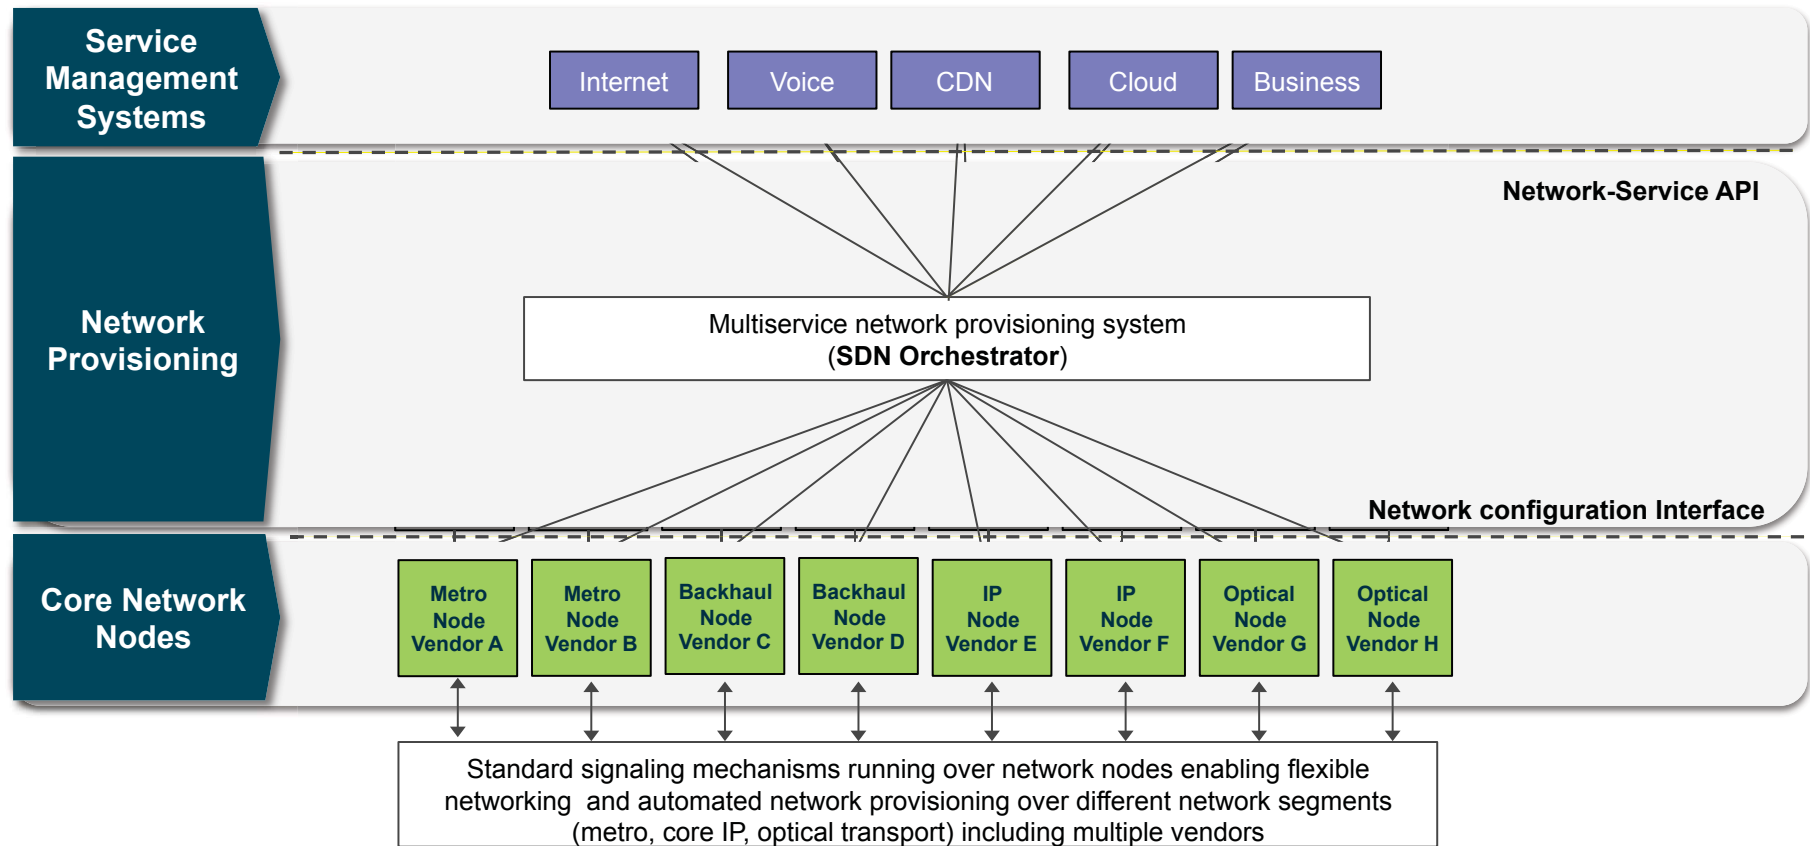 Service
Management
Systems
Internet
Voice
CDN
Cloud
Business
Network-Service API
Network
Provisioning
Multiservice network provisioning system
(SDN Orchestrator)
Network configuration Interface
Core Network
Nodes
Metro
Node
Vendor A
Metro
Node
Vendor B
Backhaul
Node
Vendor C
Backhaul
Node
Vendor D
IP
Node
Vendor E
IP
Node
Vendor F
Optical
Node
Vendor G
Optical
Node
Vendor H
Standard signaling mechanisms running over network nodes enabling flexible
networking  and automated network provisioning over different network segments
(metro, core IP, optical transport) including multiple vendors